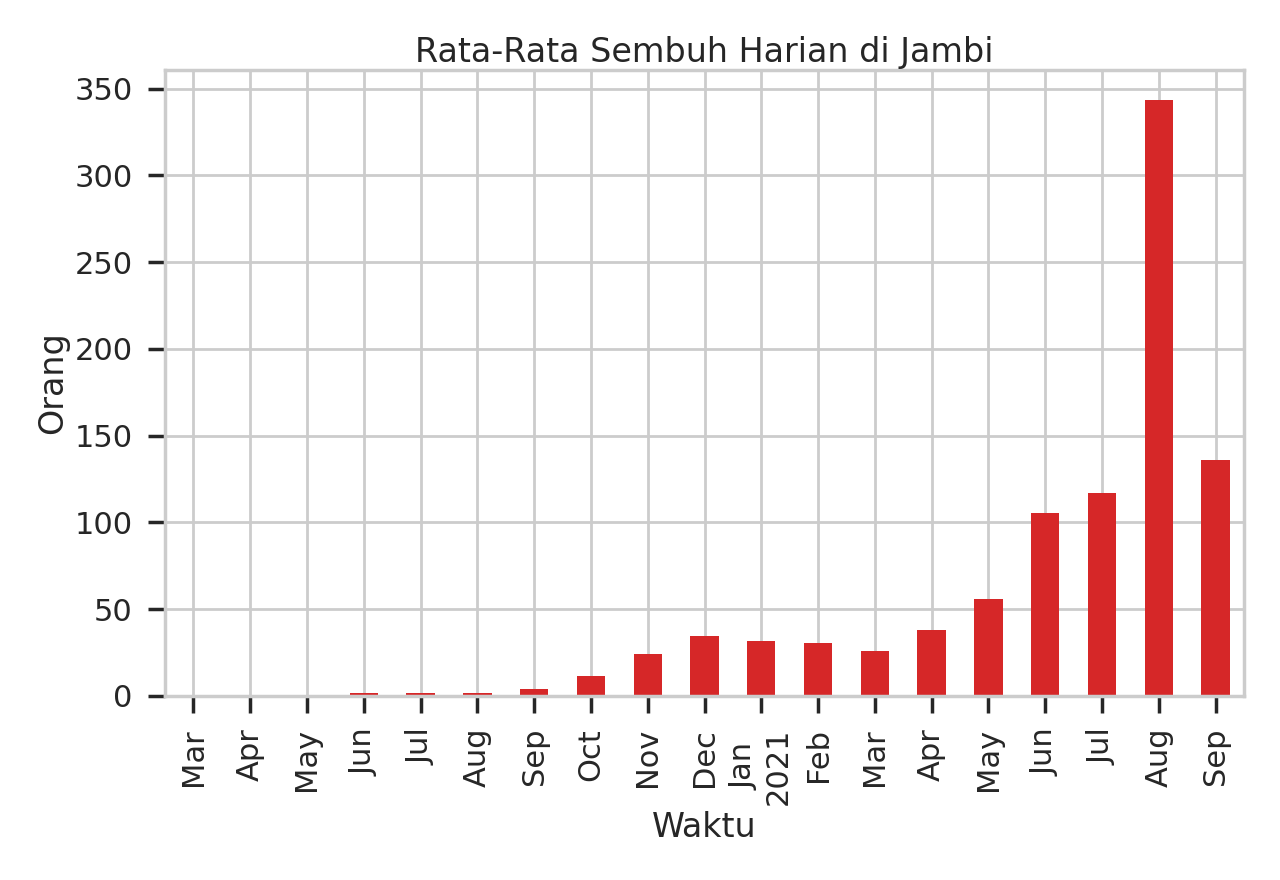 Rata-Rata Sembuh Harian di Jambi
350
300
250
200
150
100
50
0
Orang
Mar
Apr
May
Jun
Jul
Aug
Sep
Oct
Nov
Dec
Jan
2021
Feb
Mar
Apr
May
Jun
Jul
Aug
Sep
Waktu